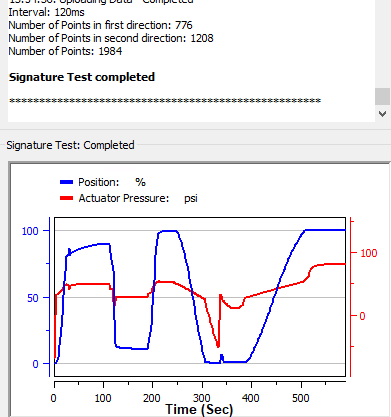 Interval: 120ms
Number of Points in first direction: 776
Number of Points in second direction: 1208
Number of Points: 1984
Signature Test completed
****************************************************
Signature Test: Completed
Position: %
Actuator Pressure: psi
100
50
0
100
0
0
100
200
300
400
500
Time (Sec)